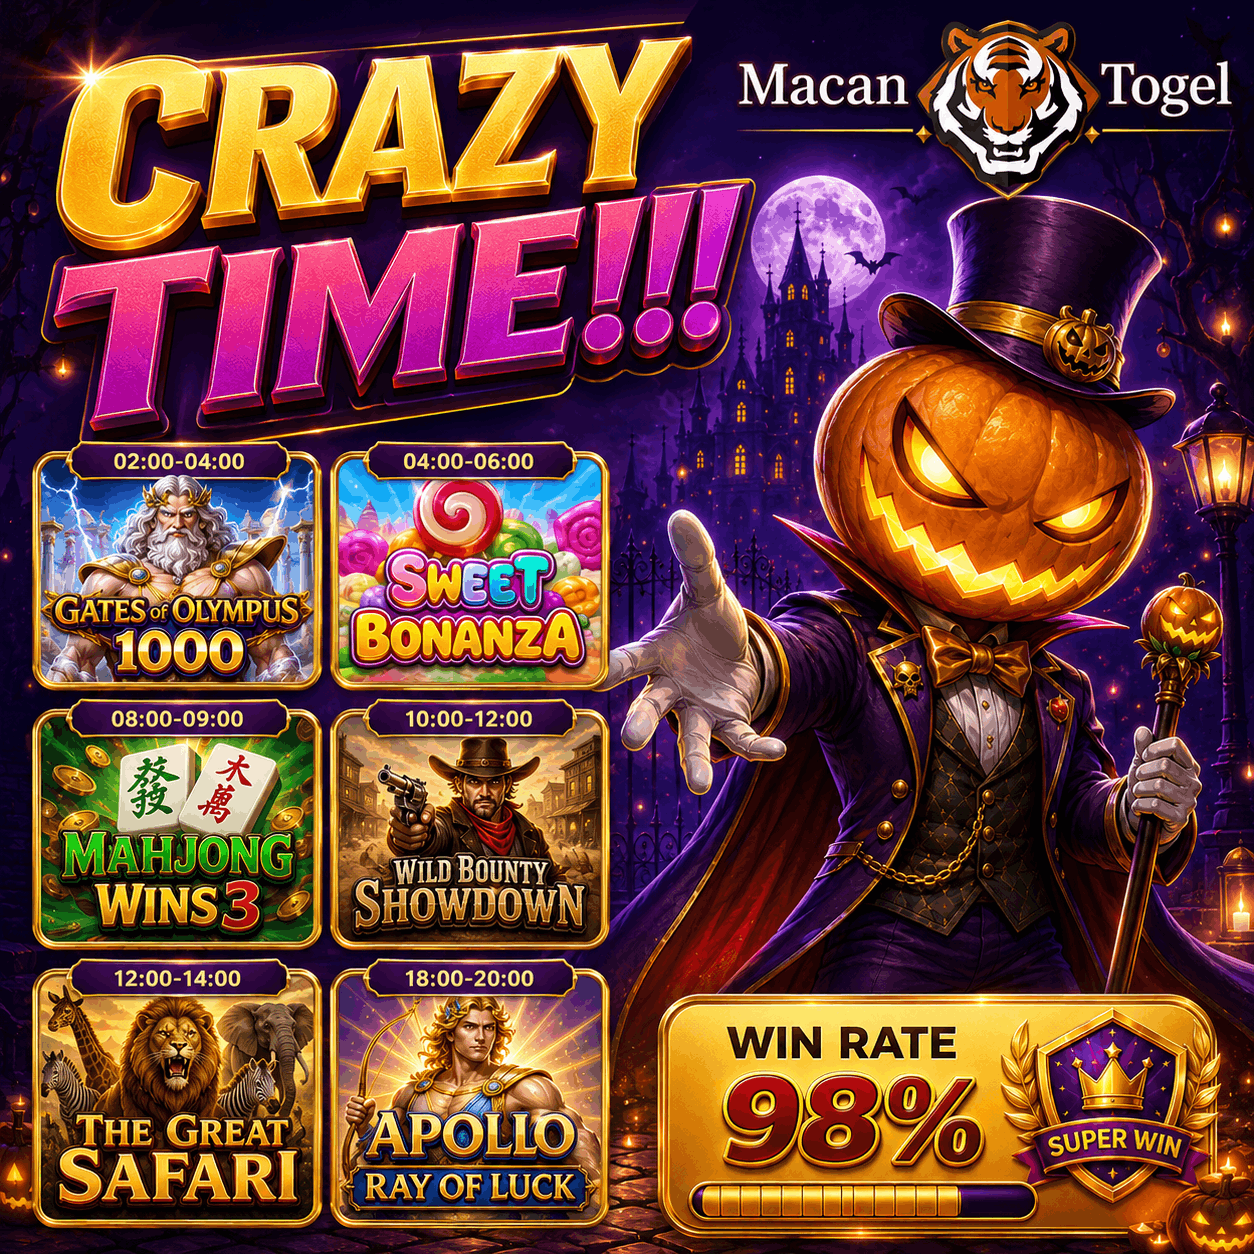 CRAZY
TIME!!!
Macan Togel
02:00-04:00
GATES of OLYMPUS
1000
04:00-06:00
SWEET
BONANZA
08:00-09:00
發
萬
MAHJONG
WINS 3
10:00-12:00
WILD BOUNTY
SHOWDOWN
12:00-14:00
THE GREAT
SAFARI
18:00-20:00
APOLLO
RAY OF LUCK
WIN RATE
98%
SUPER WIN